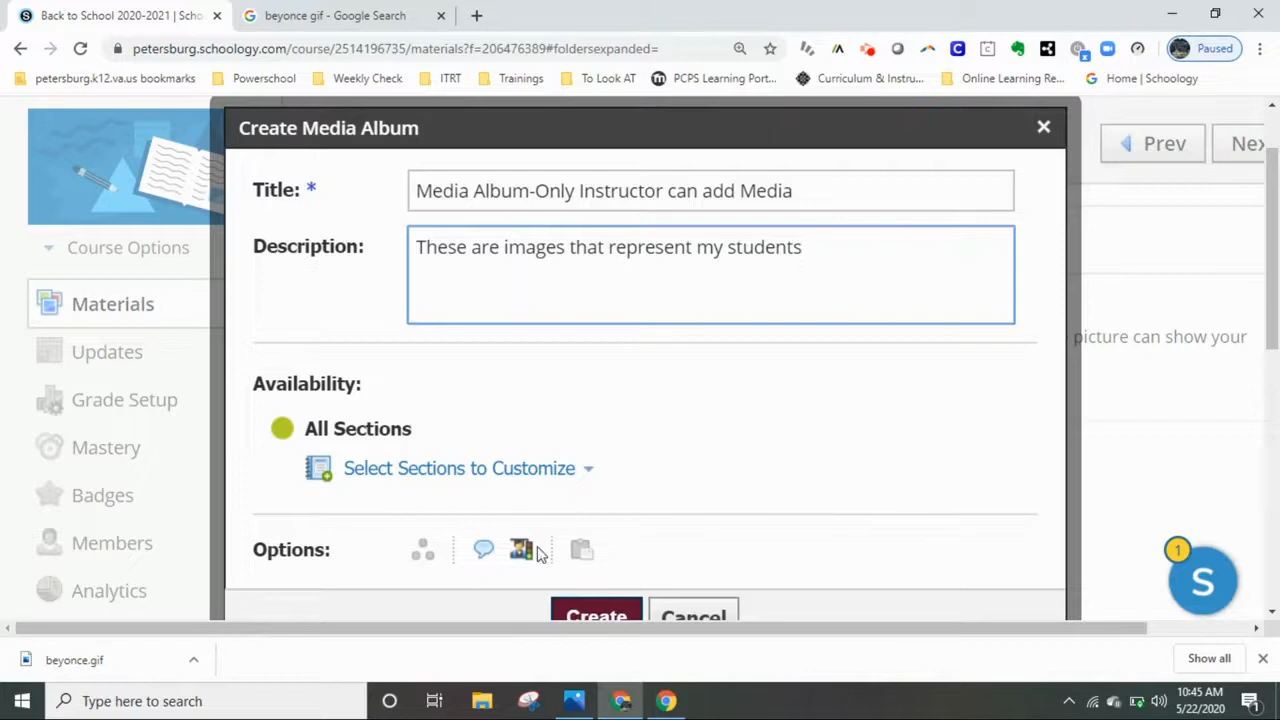 Back to School 2020-2021 | Scho
beyonce gif - Google Search
petersburg.schoology.com/course/2514196735/materials?f=206476389#foldersexpanded=
Paused
petersburg.k12.va.us bookmarks
Powerschool
Weekly Check
ITRT
Trainings
To Look AT
PCPS Learning Port...
Curriculum & Instru...
Online Learning Re...
Home | Schoology
Create Media Album
Prev
Nex
Title: *
Media Album-Only Instructor can add Media
Description:
These are images that represent my students
Course Options
Materials
Updates
Grade Setup
Mastery
Badges
Members
Analytics
picture can show your
Availability:
All Sections
Select Sections to Customize
Options:
1
S
Create
Cancel
beyonce.gif
Show all
Type here to search
10:45 AM
5/22/2020
1